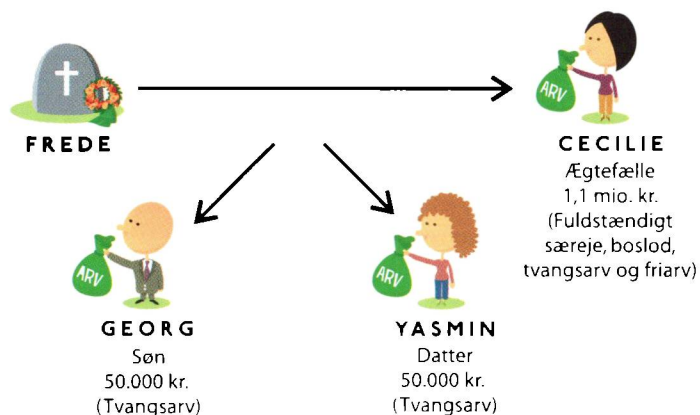 FREDE
ARV
CECILIE
Ægtefælle
1,1 mio. kr.
(Fuldstændigt
særeje, boslod,
tvangsarv og friarv)
ARV
GEORG
Søn
50.000 kr.
(Tvangsarv)
ARV
YASMIN
Datter
50.000 kr.
(Tvangsarv)